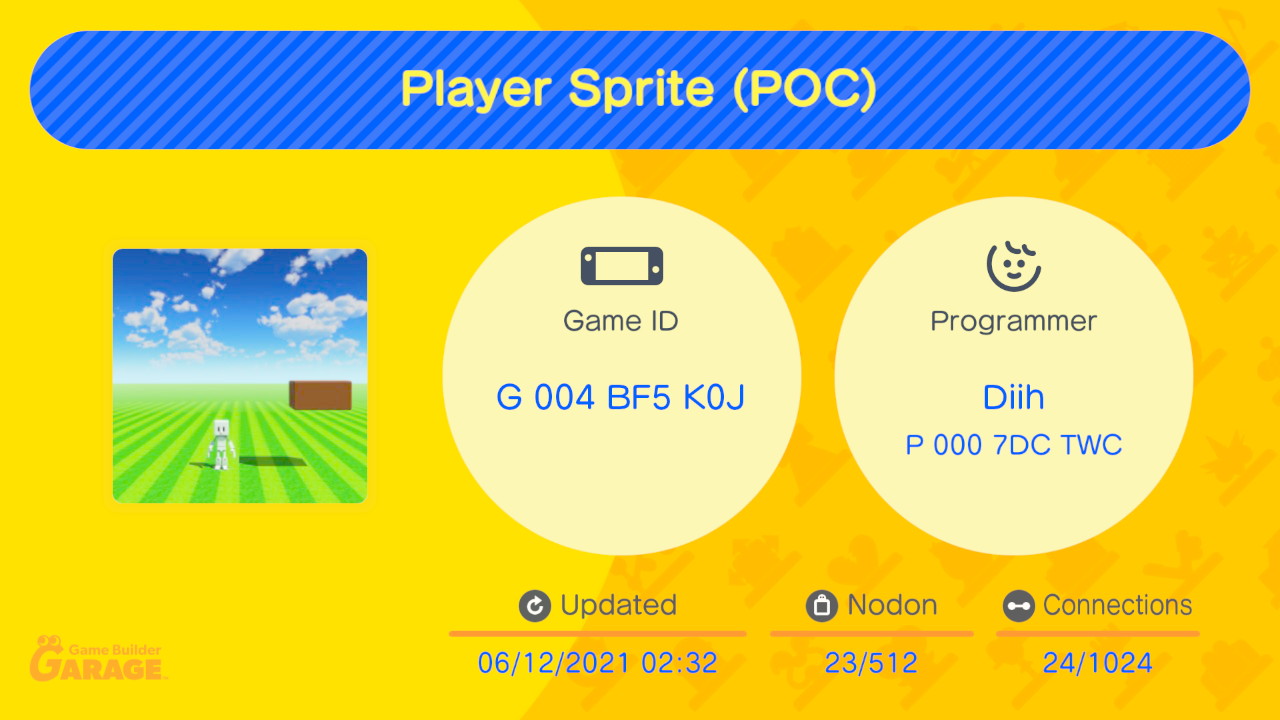 Player Sprite (POC)
Game ID
G 004 BF5 K0J
Programmer
Diih
P 000 7DC TWC
Updated
06/12/2021 02:32
Nodon
23/512
Connections
24/1024
Game Builder
GARAGE